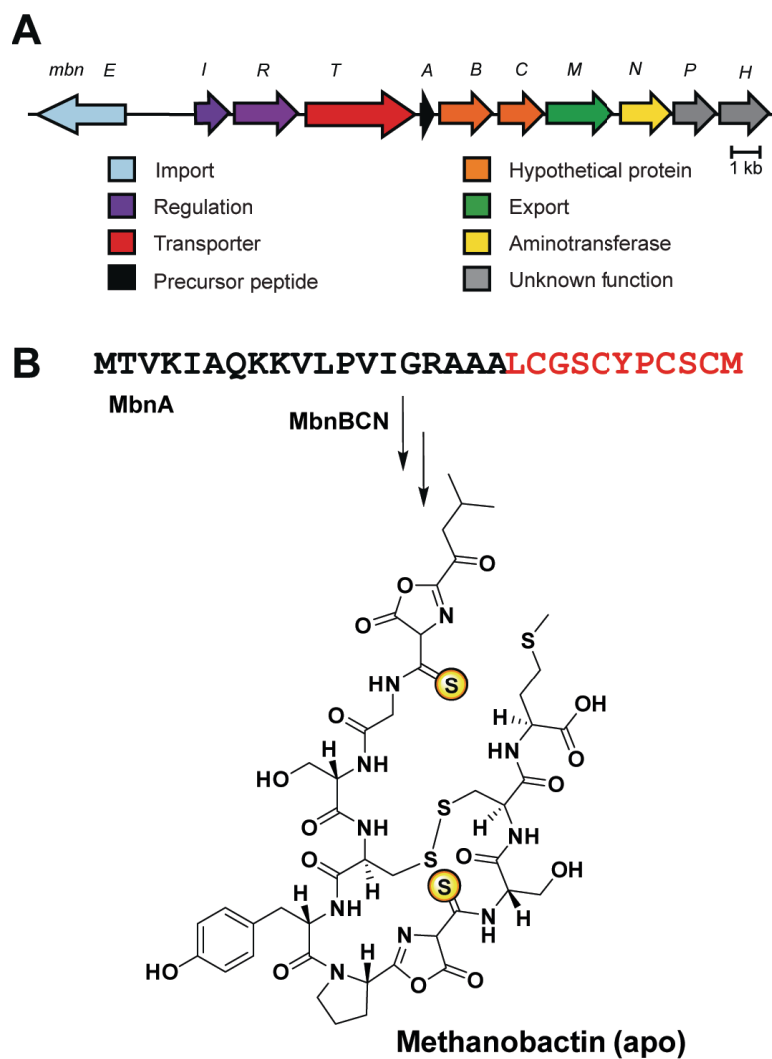 A
mbn E I R T A B C M N P H
1 kb
Import
Regulation
Transporter
Precursor peptide
Hypothetical protein
Export
Aminotransferase
Unknown function
B
MTVKIAQKKVLPVIGRAAALCGSCYPCSCM
MbnA
MbnBCN
O
O
O
N
S
HN
S
O
H
OH
H
O
N
H
NH
HO
O
S
O
H
NH
O
NH
S
O
OH
O
H
S
H
NH
N
H
H
O
N
H
HO
O
N
O
O
Methanobactin (apo)